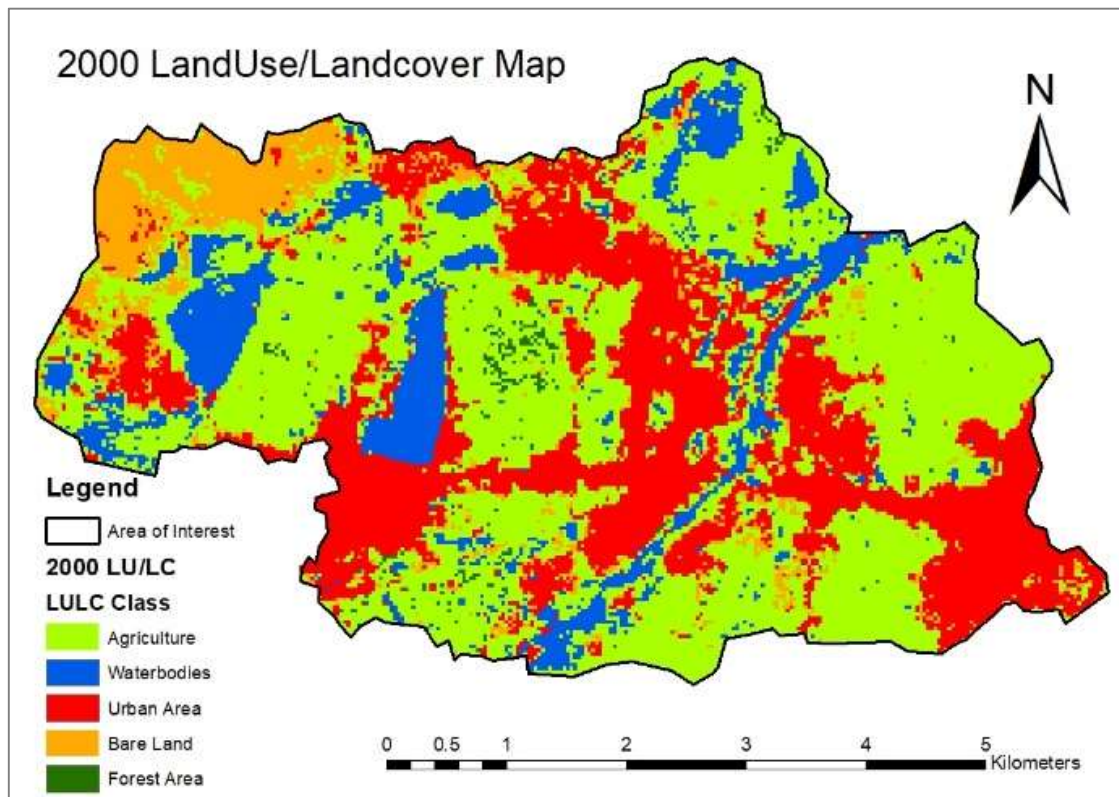 2000 LandUse/Landcover Map
N
Legend
Area of Interest
2000 LU/LC
LULC Class
Agriculture
Waterbodies
Urban Area
Bare Land
Forest Area
0 0.5 1 2 3 4 5
Kilometers